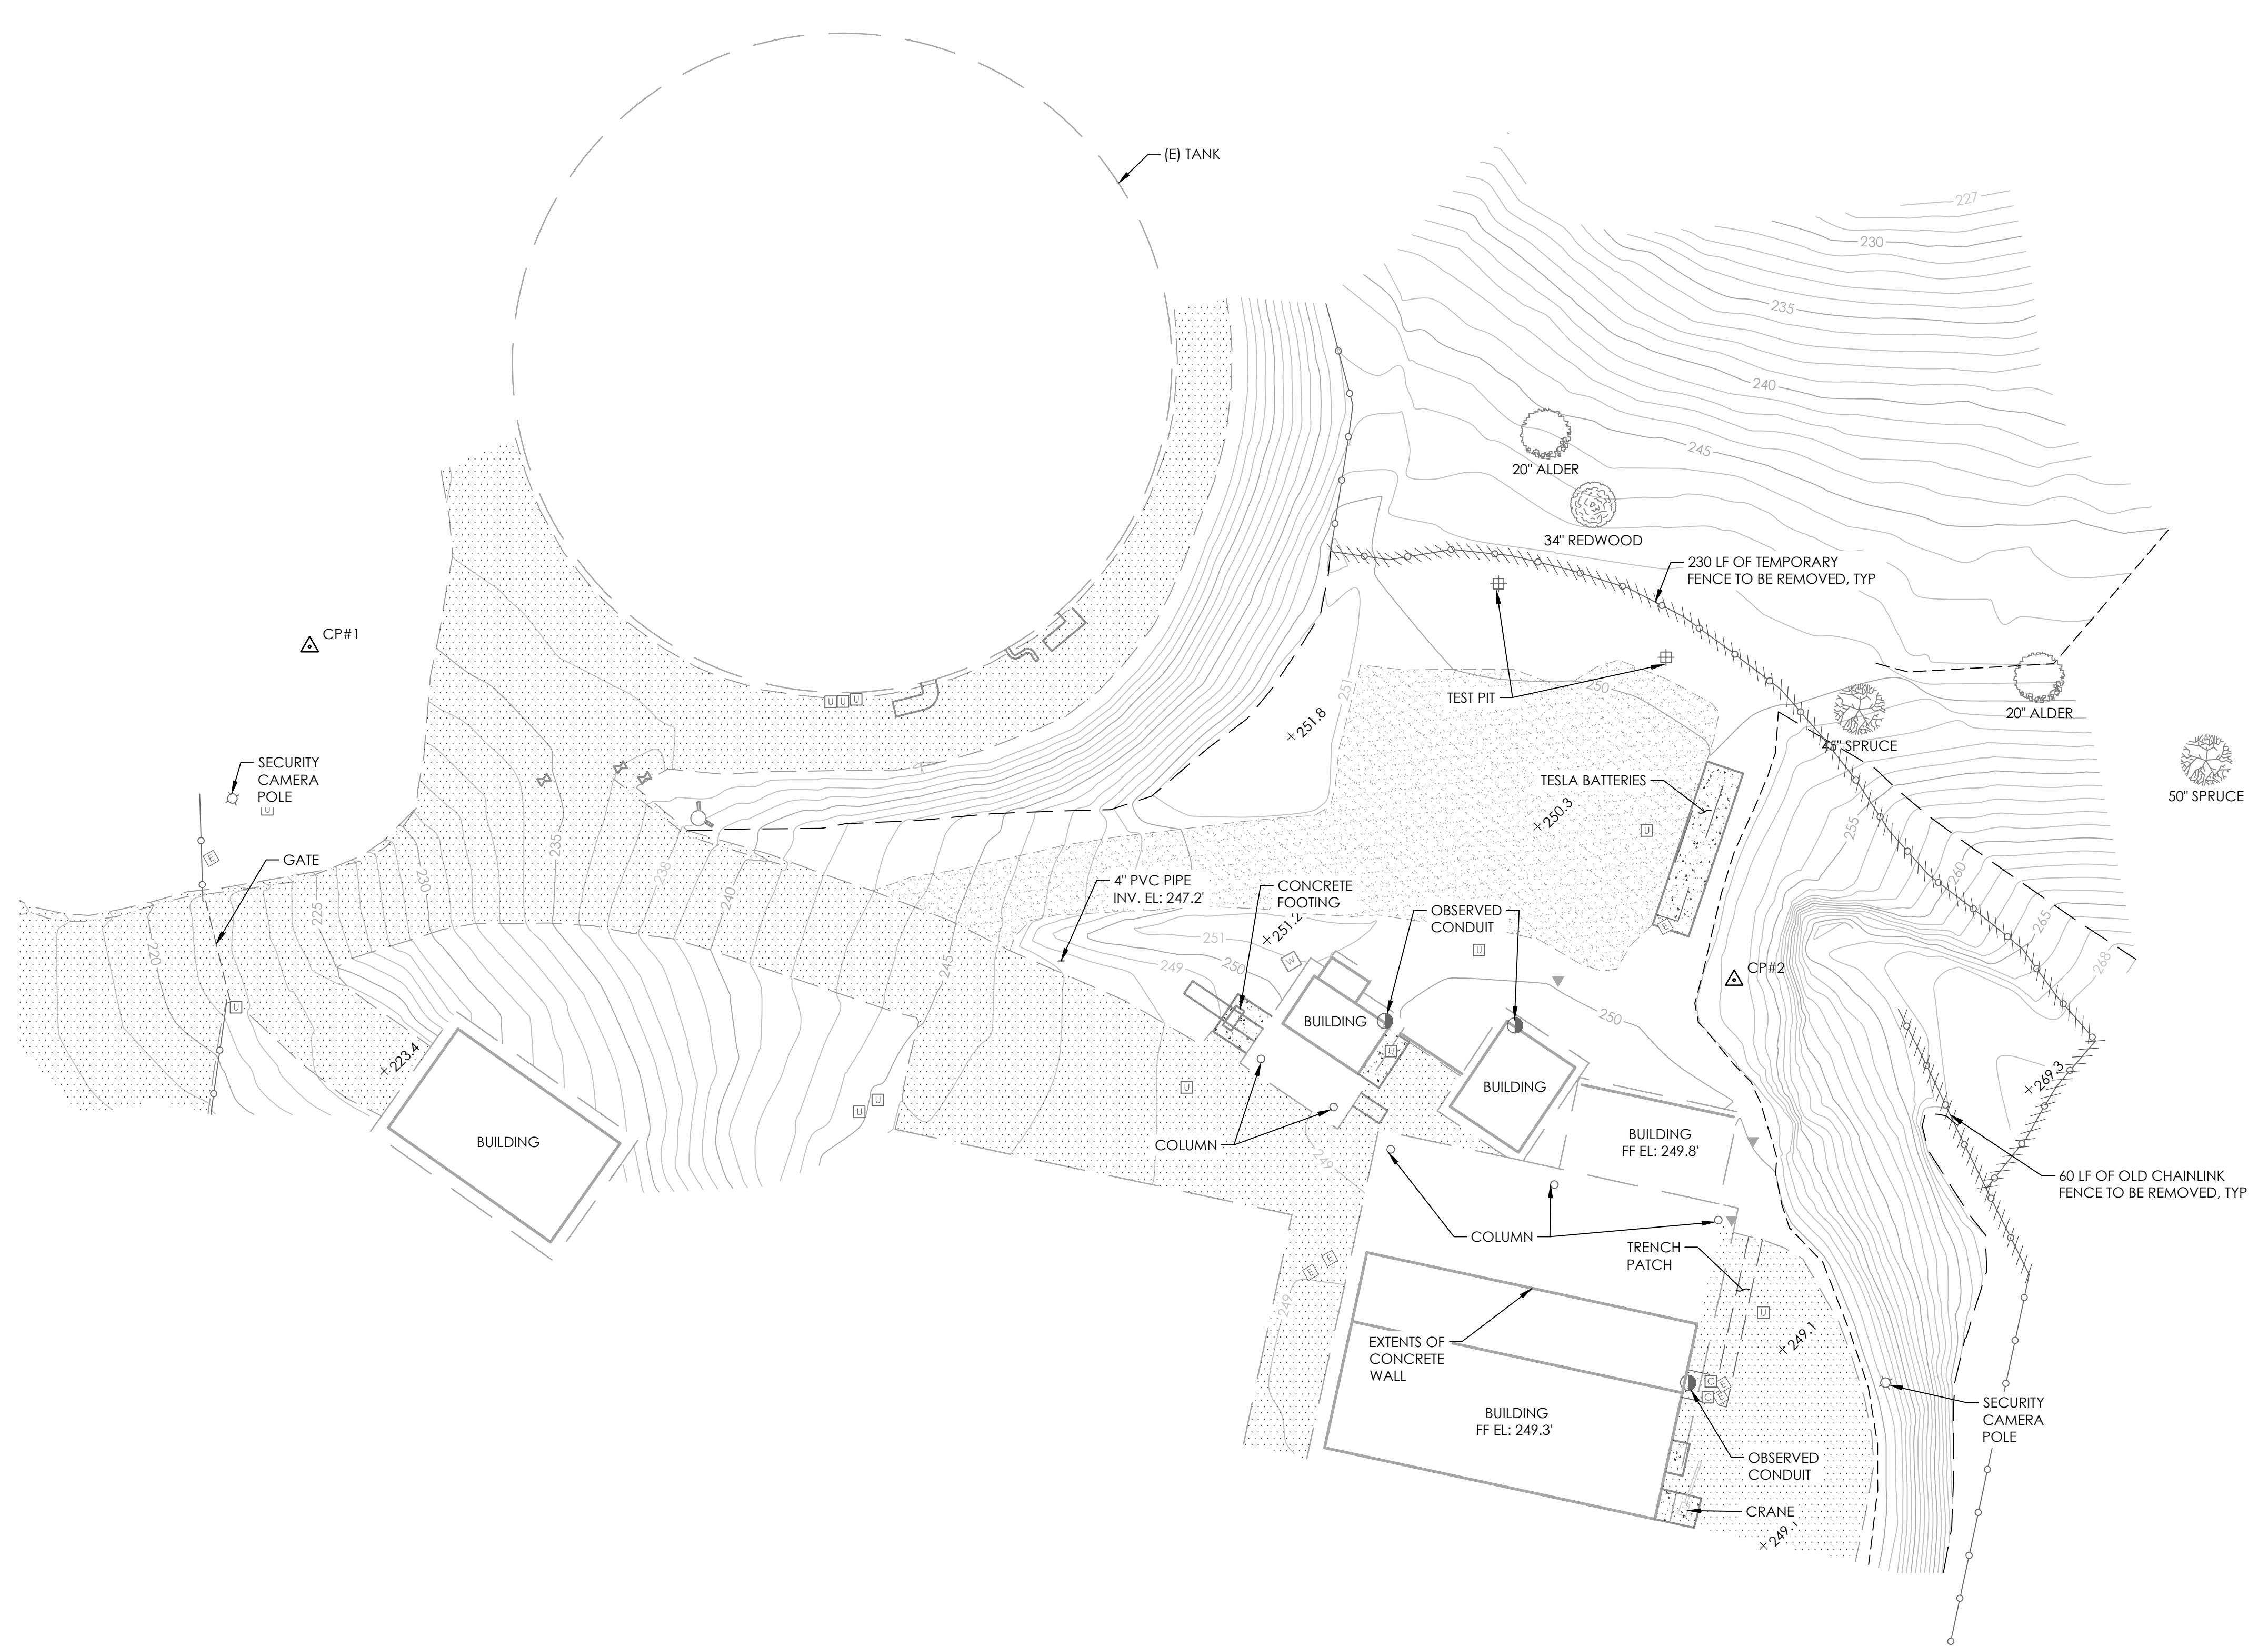 (E) TANK
227
230
235
240
245
20" ALDER
34" REDWOOD
230 LF OF TEMPORARY
FENCE TO BE REMOVED, TYP
CP#1
TEST PIT
250
251
251.8
20" ALDER
45" SPRUCE
50" SPRUCE
SECURITY
CAMERA
POLE
U
U
U
U
TESLA BATTERIES
250.3
U
255
GATE
E
235
238
230
240
225
4" PVC PIPE
INV. EL: 247.2'
CONCRETE
FOOTING
251.2
OBSERVED
CONDUIT
260
265
268
220
245
251
249
250
W
U
E
CP#2
U
250
223.4
BUILDING
BUILDING
BUILDING
U
U
U
U
269.3
BUILDING
COLUMN
249
BUILDING
FF EL: 249.8'
60 LF OF OLD CHAINLINK
FENCE TO BE REMOVED, TYP
COLUMN
TRENCH
PATCH
E
E
249
U
EXTENTS OF
CONCRETE
WALL
249.1
C
E
C
E
BUILDING
FF EL: 249.3'
SECURITY
CAMERA
POLE
OBSERVED
CONDUIT
CRANE
249.1